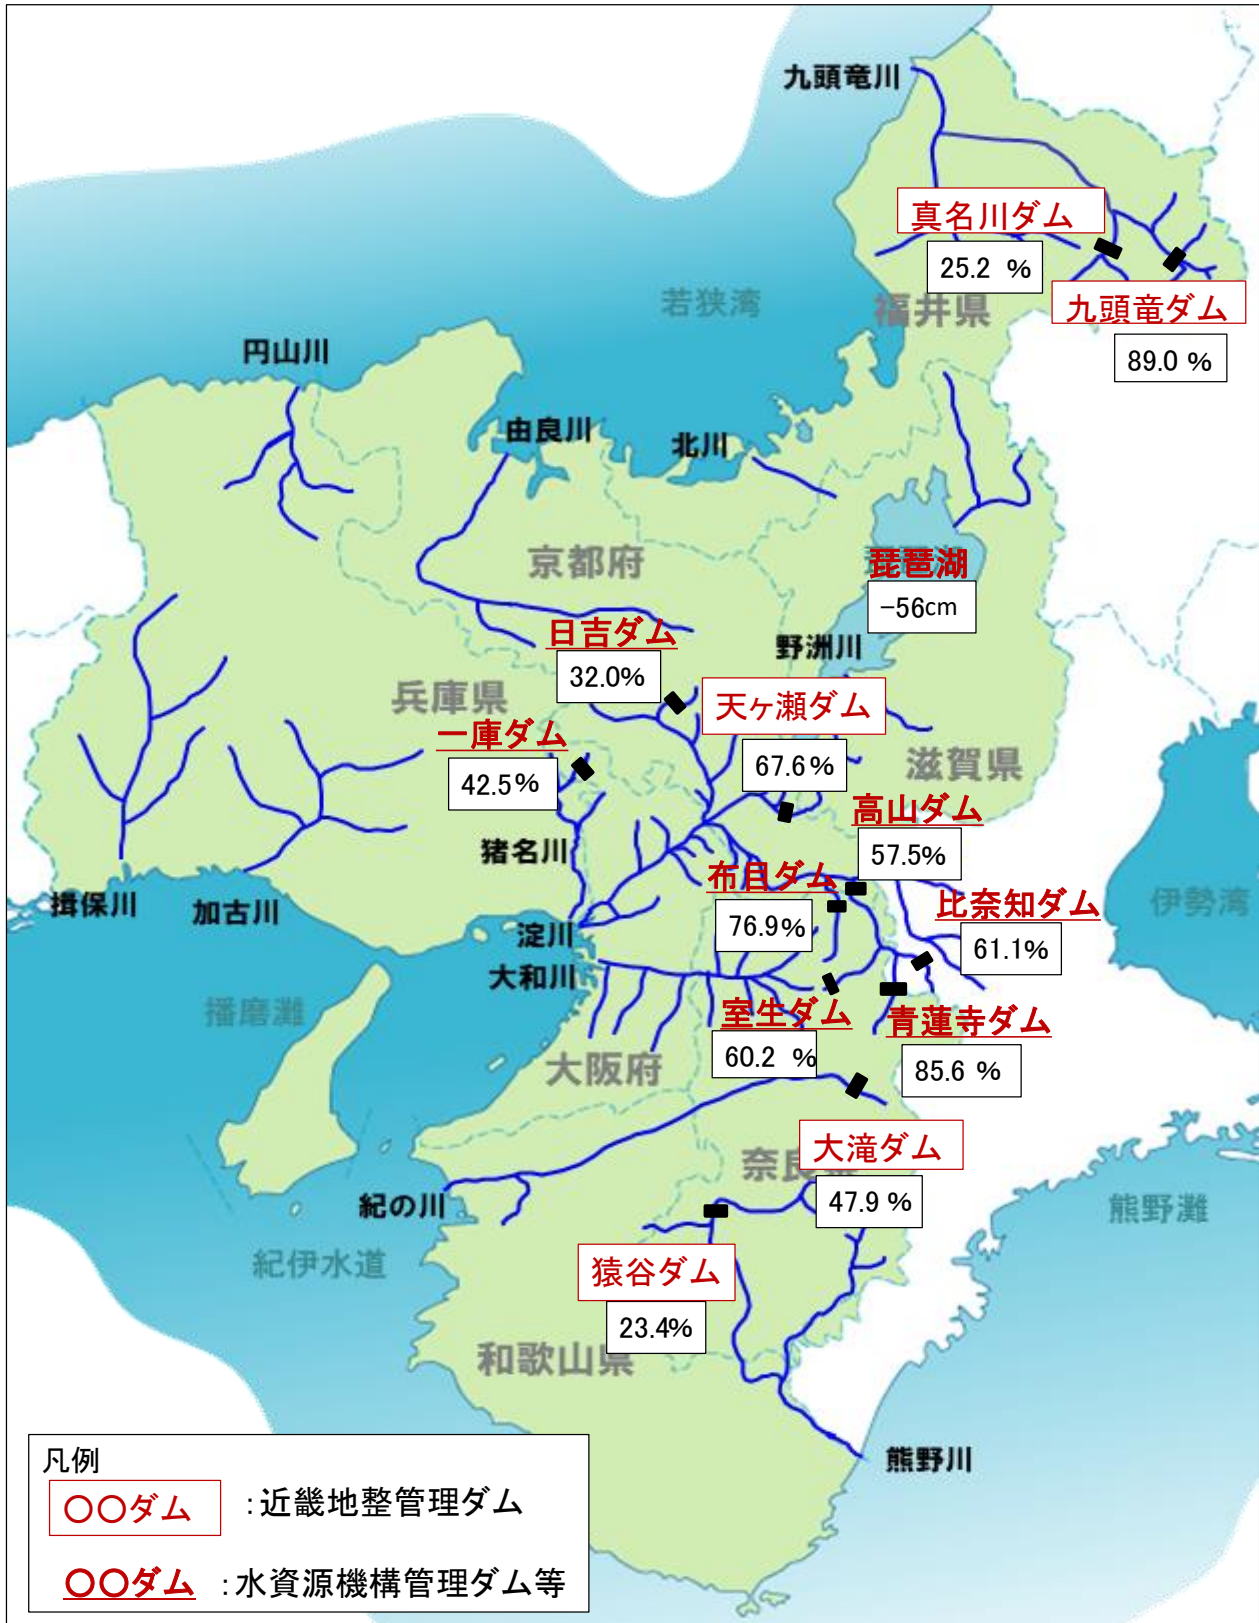 九頭竜川
真名川ダム
25.2 %
九頭竜ダム
89.0 %
若狭湾
福井県
円山川
由良川
北川
京都府
琵琶湖
-56cm
日吉ダム
32.0%
野洲川
兵庫県
天ヶ瀬ダム
67.6%
一庫ダム
42.5%
滋賀県
高山ダム
57.5%
猪名川
布目ダム
76.9%
比奈知ダム
61.1%
揖保川
加古川
淀川
大和川
伊勢湾
播磨灘
室生ダム
60.2 %
青蓮寺ダム
85.6 %
大阪府
奈良県
大滝ダム
47.9 %
紀の川
紀伊水道
熊野灘
猿谷ダム
23.4%
和歌山県
熊野川
凡例
〇〇ダム :近畿地整管理ダム
〇〇ダム :水資源機構管理ダム等